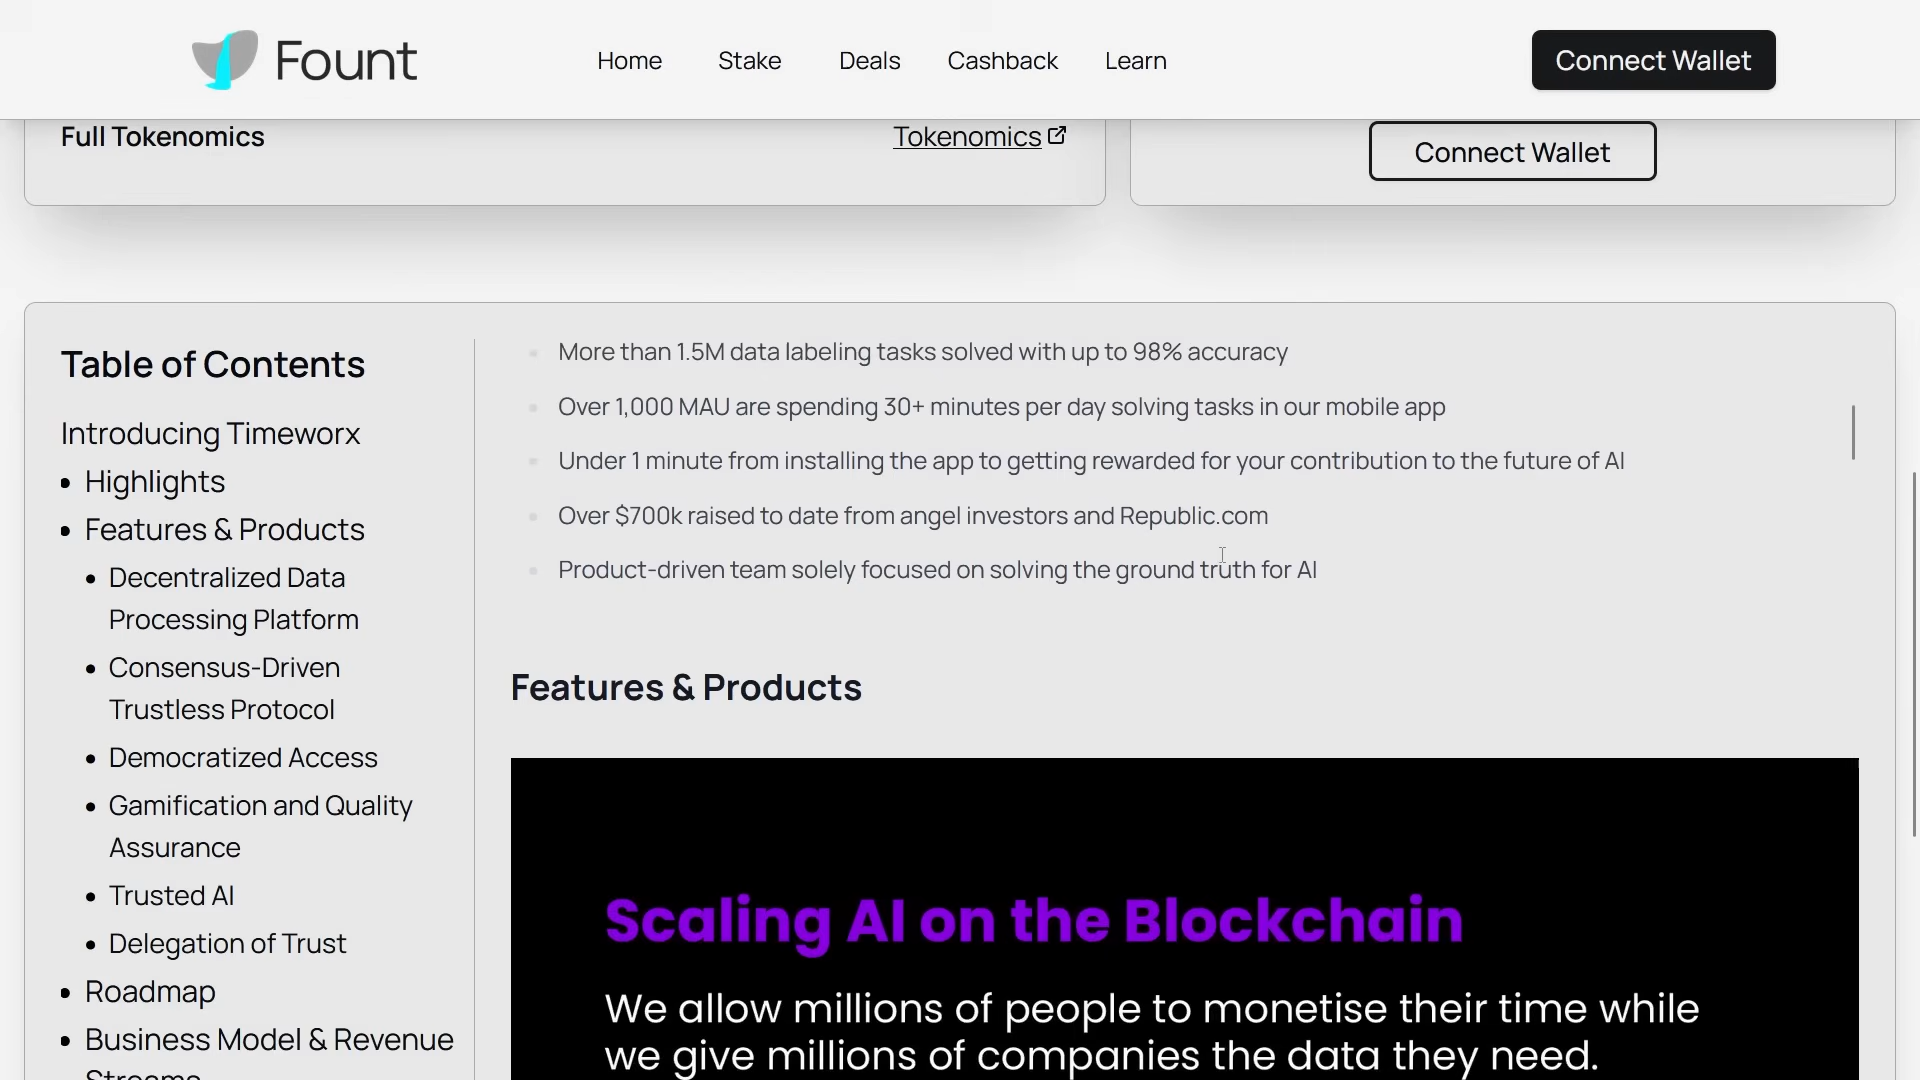 Fount
Home
Stake
Deals
Cashback
Learn
Connect Wallet
Full Tokenomics
Tokenomics
Connect Wallet
Table of Contents
Introducing Timeworx
Highlights
Features & Products
Decentralized Data
Processing Platform
Consensus-Driven
Trustless Protocol
Democratized Access
Gamification and Quality
Assurance
Trusted AI
Delegation of Trust
Roadmap
Business Model & Revenue
Streams
More than 1.5M data labeling tasks solved with up to 98% accuracy
Over 1,000 MAU are spending 30+ minutes per day solving tasks in our mobile app
Under 1 minute from installing the app to getting rewarded for your contribution to the future of AI
Over $700k raised to date from angel investors and Republic.com
Product-driven team solely focused on solving the ground truth for AI
Features & Products
Scaling AI on the Blockchain
We allow millions of people to monetise their time while
we give millions of companies the data they need.